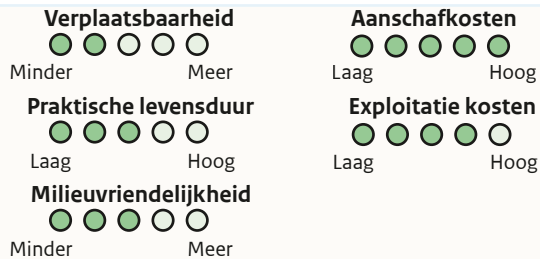 Verplaatsbaarheid
Minder Meer
Aanschafkosten
Laag Hoog
Praktische levensduur
Laag Hoog
Exploitatie kosten
Laag Hoog
Milieuvriendelijkheid
Minder Meer